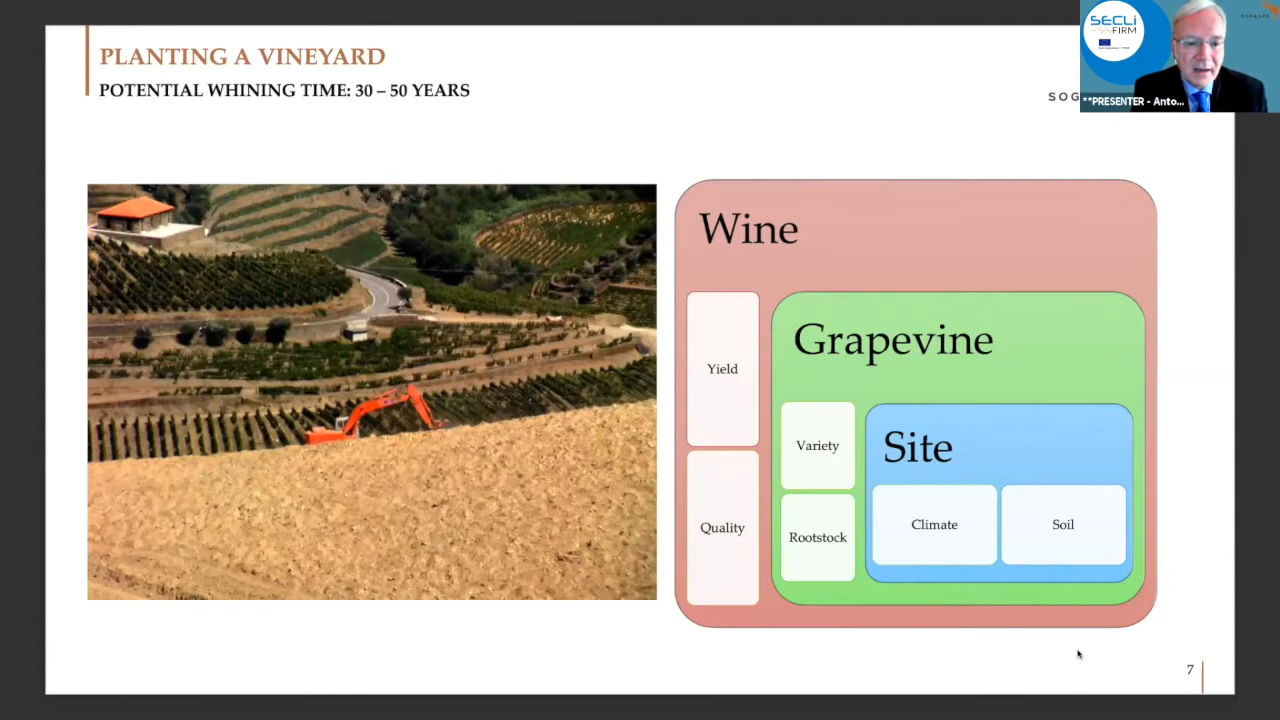 PLANTING A VINEYARD
POTENTIAL WHINING TIME: 30 – 50 YEARS
SECLI
FIRM
SOG
**PRESENTER - Anto...
Wine
Yield
Quality
Grapevine
Variety
Rootstock
Site
Climate
Soil
7